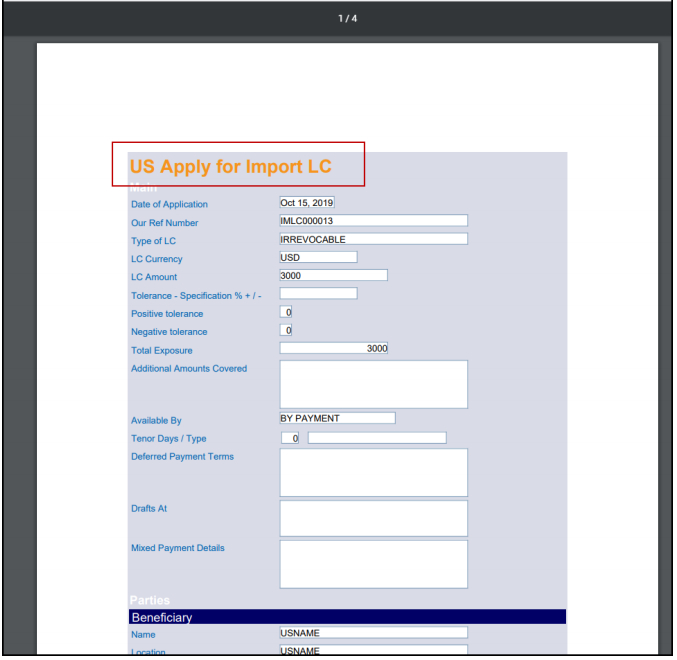 1 / 4
US Apply for Import LC
Main
Date of Application Oct 15, 2019
Our Ref Number IMLC000013
Type of LC IRREVOCABLE
LC Currency USD
LC Amount 3000
Tolerance - Specification % + / -
Positive tolerance 0
Negative tolerance 0
Total Exposure 3000
Additional Amounts Covered
Available By BY PAYMENT
Tenor Days / Type 0
Deferred Payment Terms
Drafts At
Mixed Payment Details
Parties
Beneficiary
Name USNAME
Location USNAME